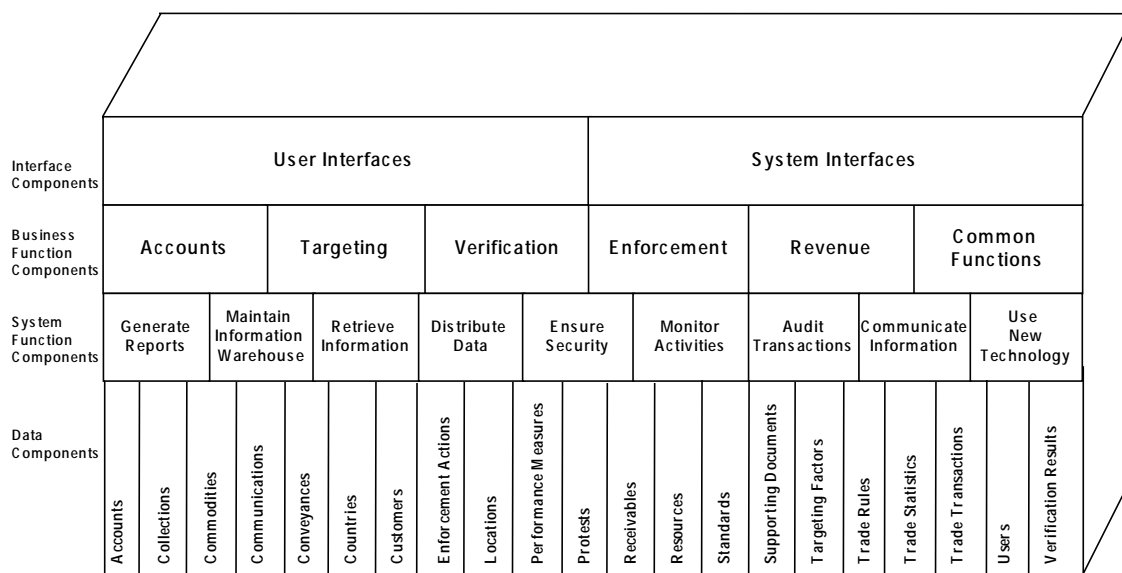 Interface
Components
User Interfaces
System Interfaces
Business
Function
Components
Accounts
Targeting
Verification
Enforcement
Revenue
Common
Functions
System
Function
Components
Generate
Reports
Maintain
Information
Warehouse
Retrieve
Information
Distribute
Data
Ensure
Security
Monitor
Activities
Audit
Transactions
Communicate
Information
Use
New
Technology
Data
Components
Accounts
Collections
Commodities
Communications
Conveyances
Countries
Customers
Enforcement Actions
Locations
Performance Measures
Protests
Receivables
Resources
Standards
Supporting Documents
Targeting Factors
Trade Rules
Trade Statistics
Trade Transactions
Users
Verification Results